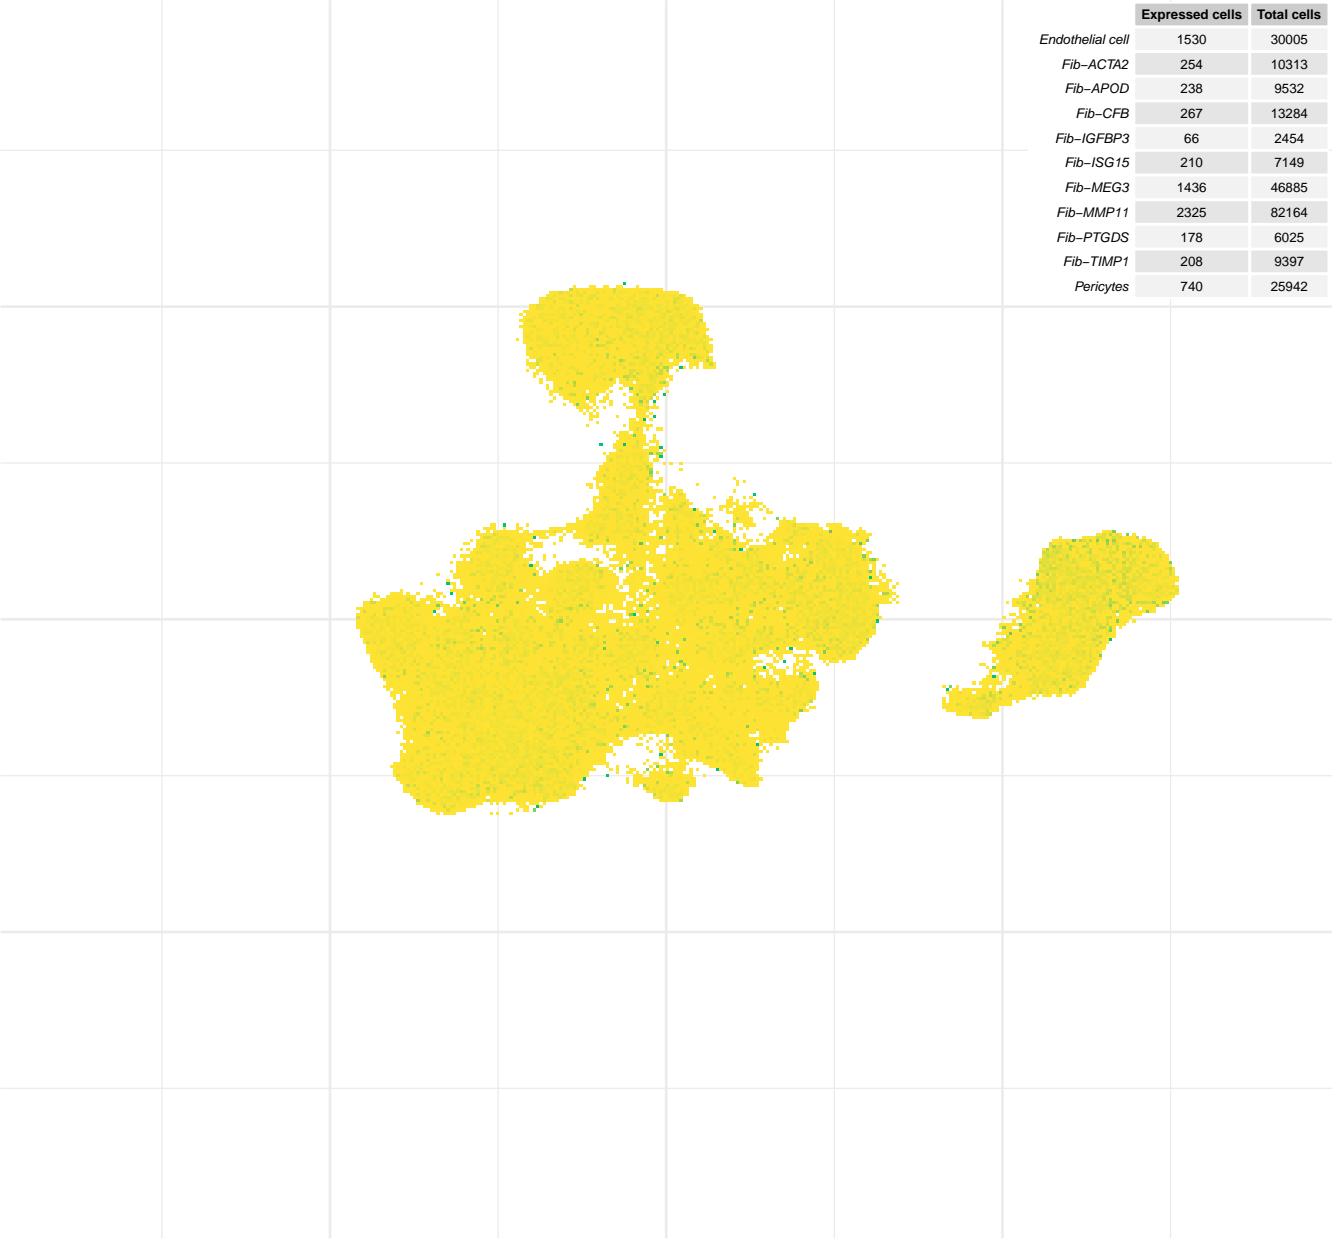 Expressed cells Total cells
Endothelial cell 1530 30005
Fib−ACTA2 254 10313
Fib−APOD 238 9532
Fib−CFB 267 13284
Fib−IGFBP3 66 2454
Fib−ISG15 210 7149
Fib−MEG3 1436 46885
Fib−MMP11 2325 82164
Fib−PTGDS 178 6025
Fib−TIMP1 208 9397
Pericytes 740 25942